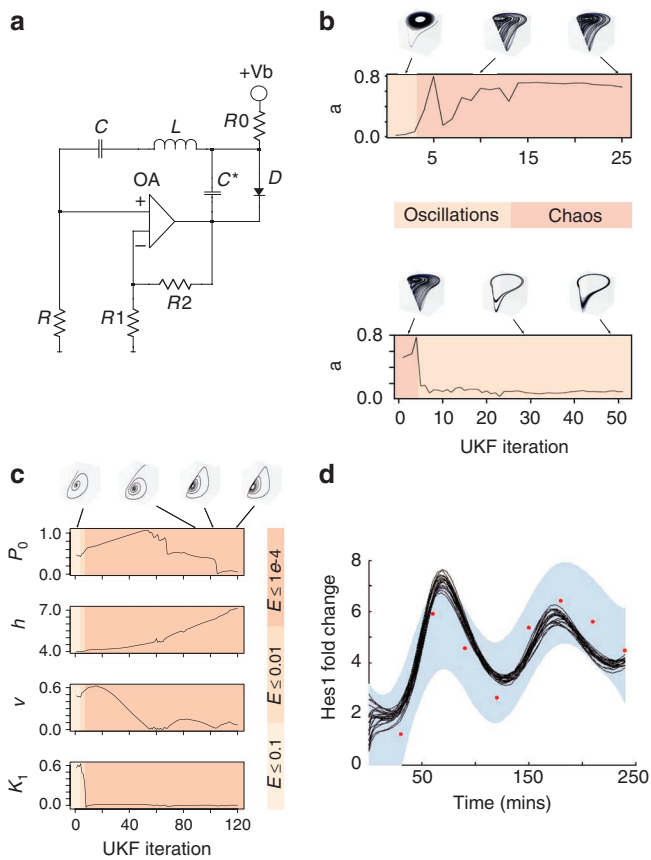 a
+Vb
R0
C
L
OA
C*
D
+
−
R2
R
R1
b
a
0.8
0.0
5
15
25
Oscillations
Chaos
a
0.8
0.0
0
10
20
30
40
50
UKF iteration
c
P0
1.0
0.0
h
7.0
4.0
v
0.6
0.0
K1
0.6
0.0
0
40
80
120
UKF iteration
E ≤ 1e-4
E ≤ 0.01
E ≤ 0.1
d
Hes1 fold change
8
6
4
2
0
50
150
250
Time (mins)